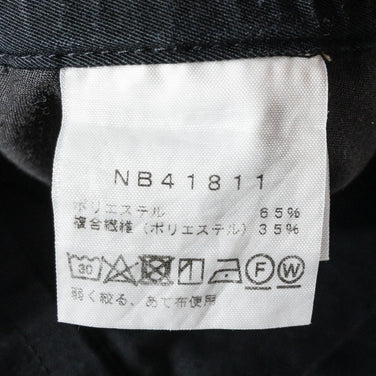 NB41811
ポリエステル 65%
複合繊維(ポリエステル)35%
30 F W
弱く絞る、あて布使用